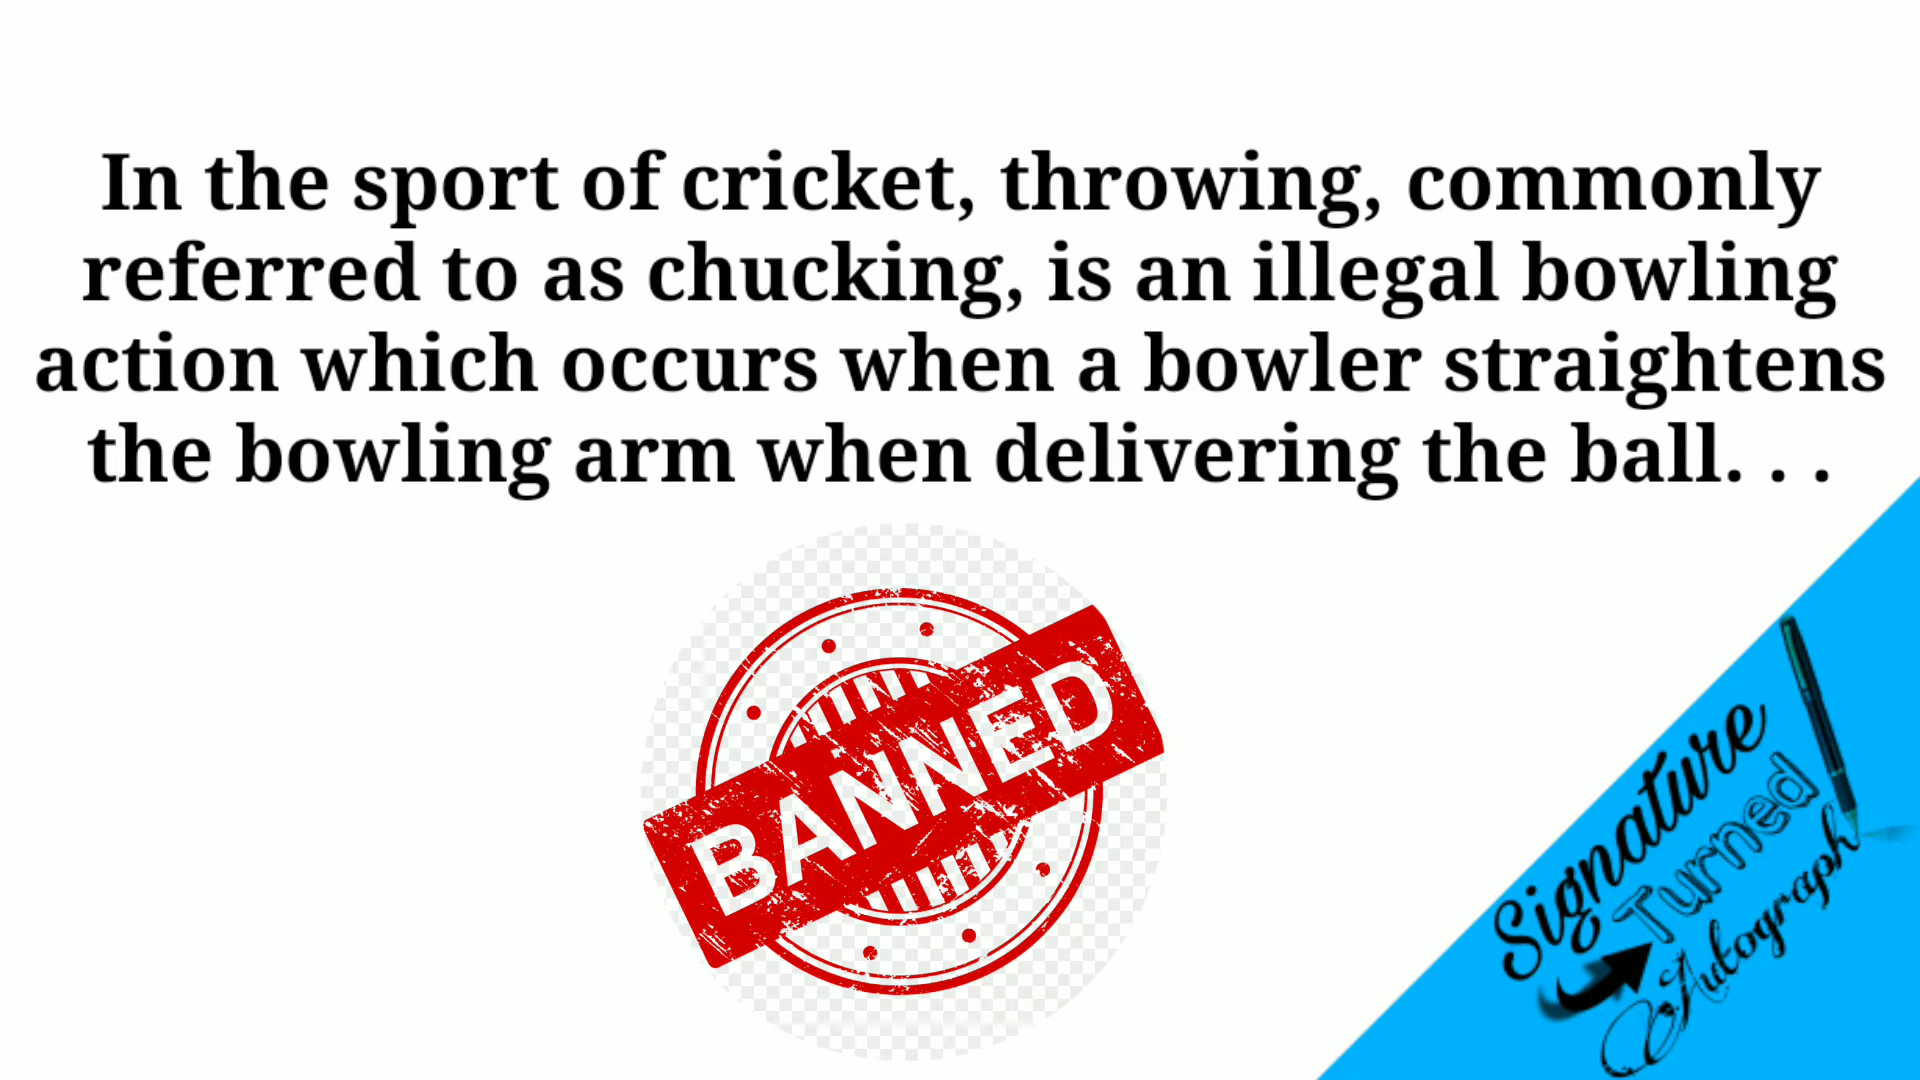 In the sport of cricket, throwing, commonly
referred to as chucking, is an illegal bowling
action which occurs when a bowler straightens
the bowling arm when delivering the ball. . .
BANNED
Signature
Turned
Autograph